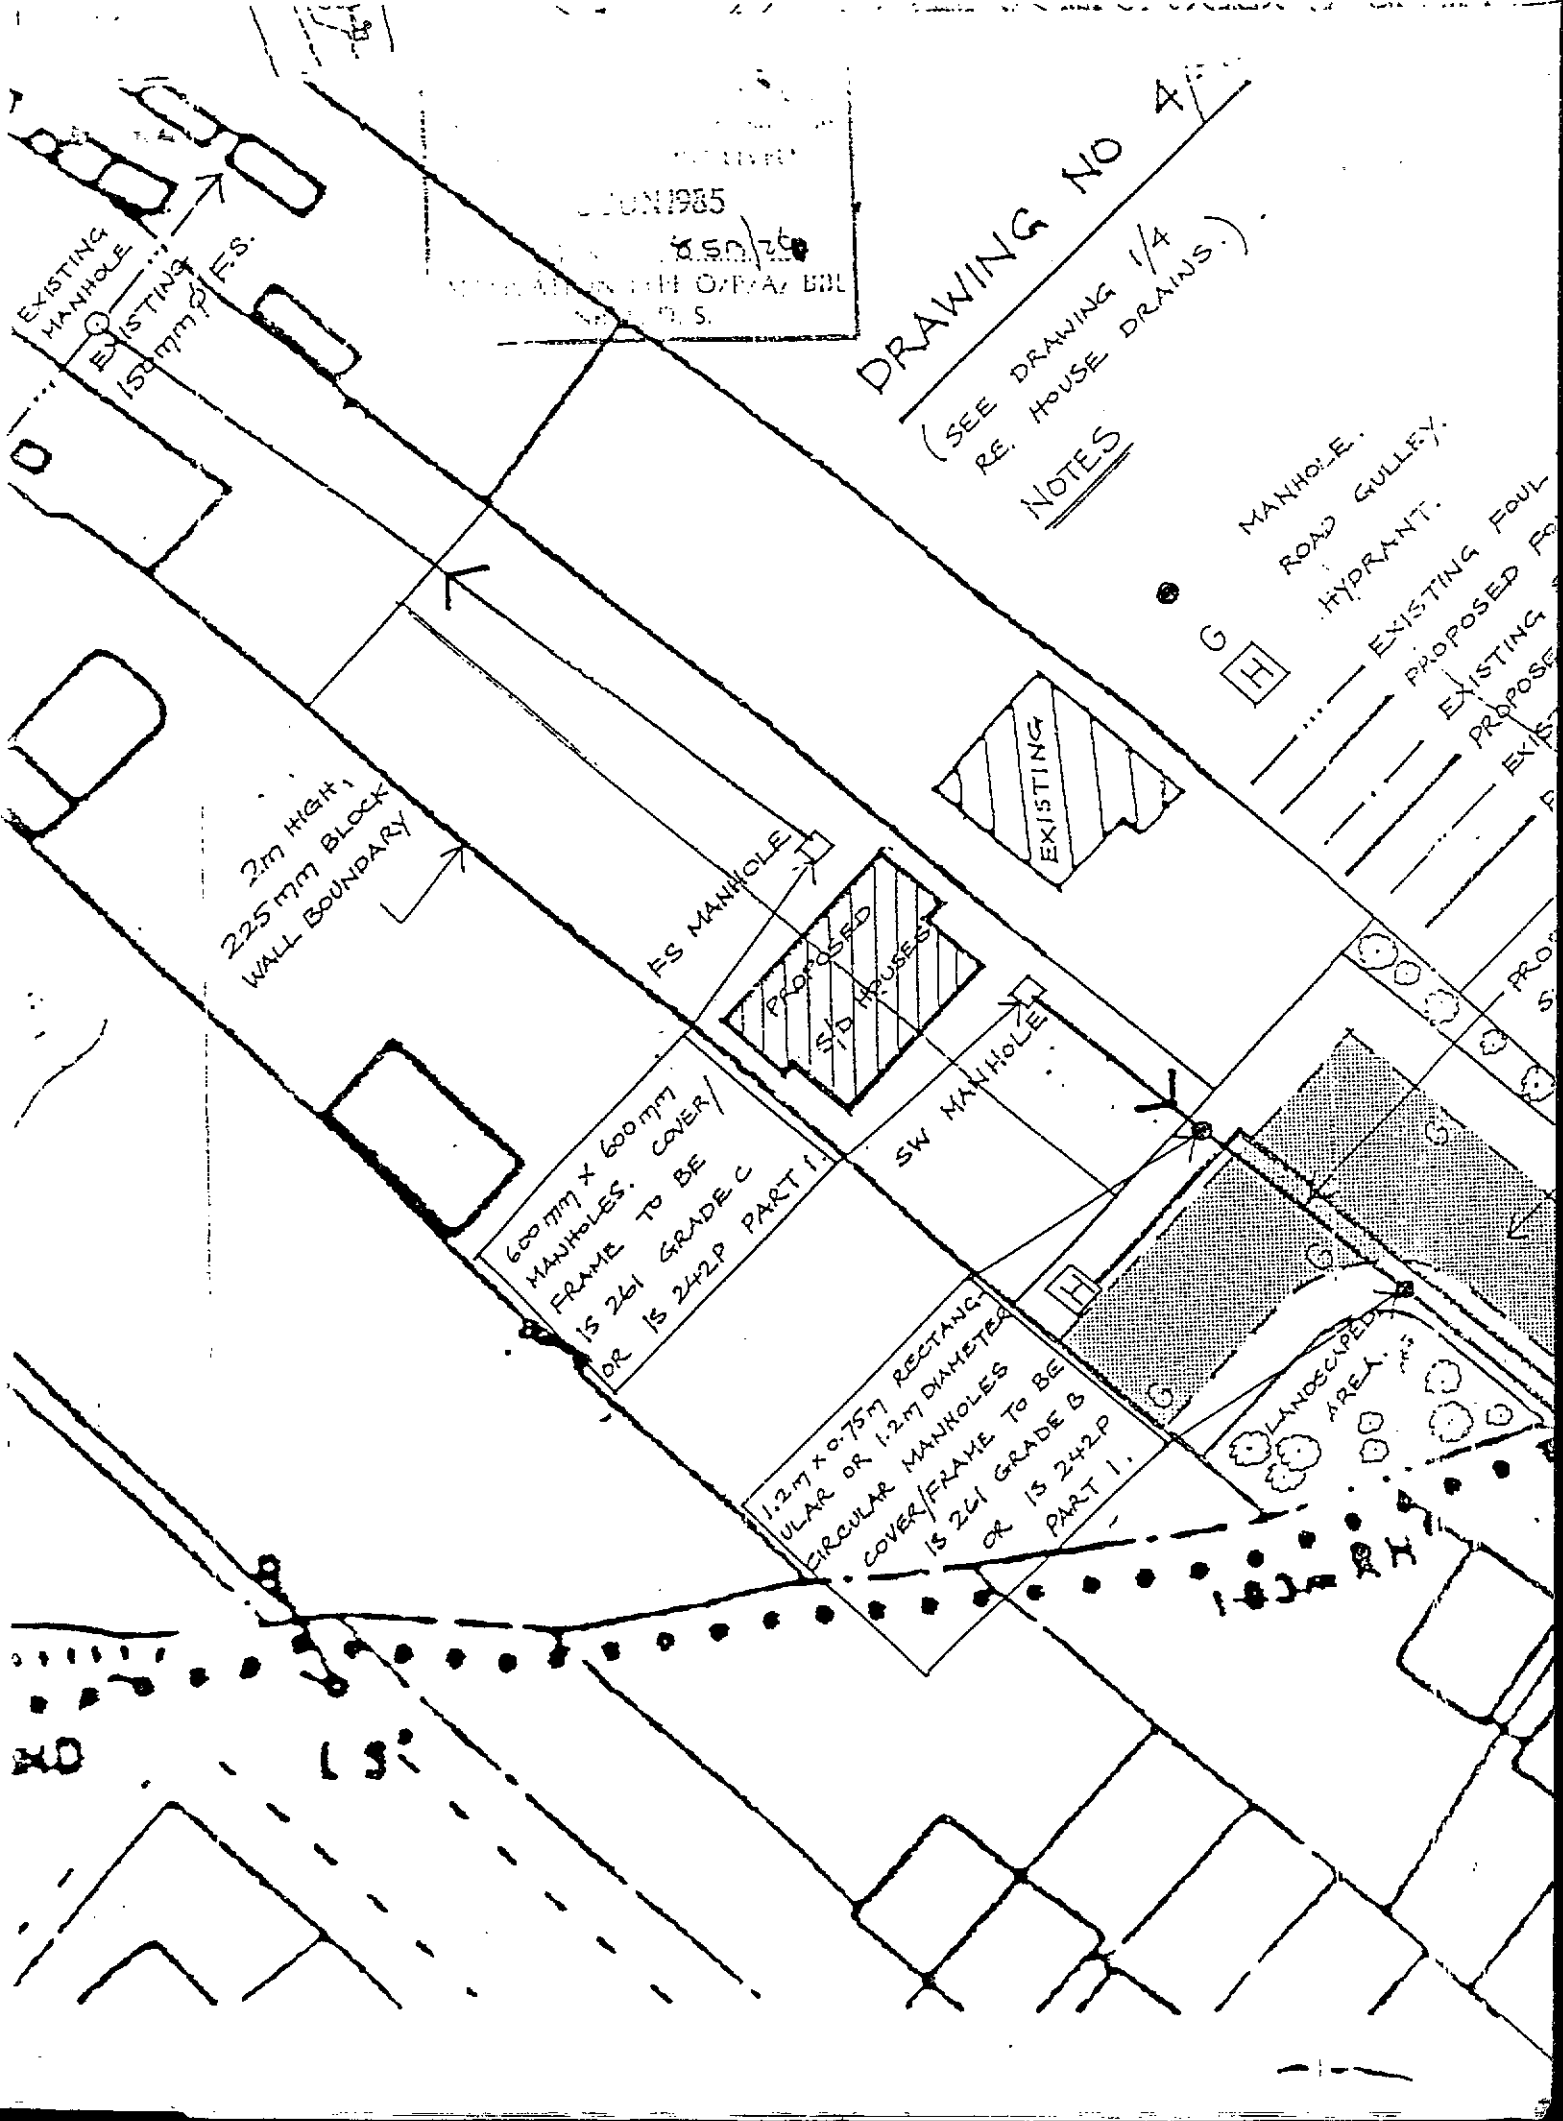 JUN 1985
DRAWING NO 4/
(SEE DRAWING 1/4
RE. HOUSE DRAINS.)
NOTES
MANHOLE.
G ROAD GULLEY.
H HYDRANT.
EXISTING FOUL
PROPOSED
EXISTING
EXISTING
MANHOLE
EXISTING
150mm φ F.S.
2m HIGH,
225mm BLOCK
WALL BOUNDARY
FS MANHOLE
EXISTING
PROPOSED
S/D HOUSES
SW MANHOLE
600mm X 600mm
MANHOLES. COVER/
FRAME TO BE
IS 261 GRADE C
OR IS 242P PART 1.
1.2m x 0.75m RECTANG-
ULAR OR 1.2m DIAMETER
CIRCULAR MANHOLES
COVER/FRAME TO BE
IS 261 GRADE B
OR IS 242P
PART 1.
H
G
G
G
LANDSCAPED
AREA.